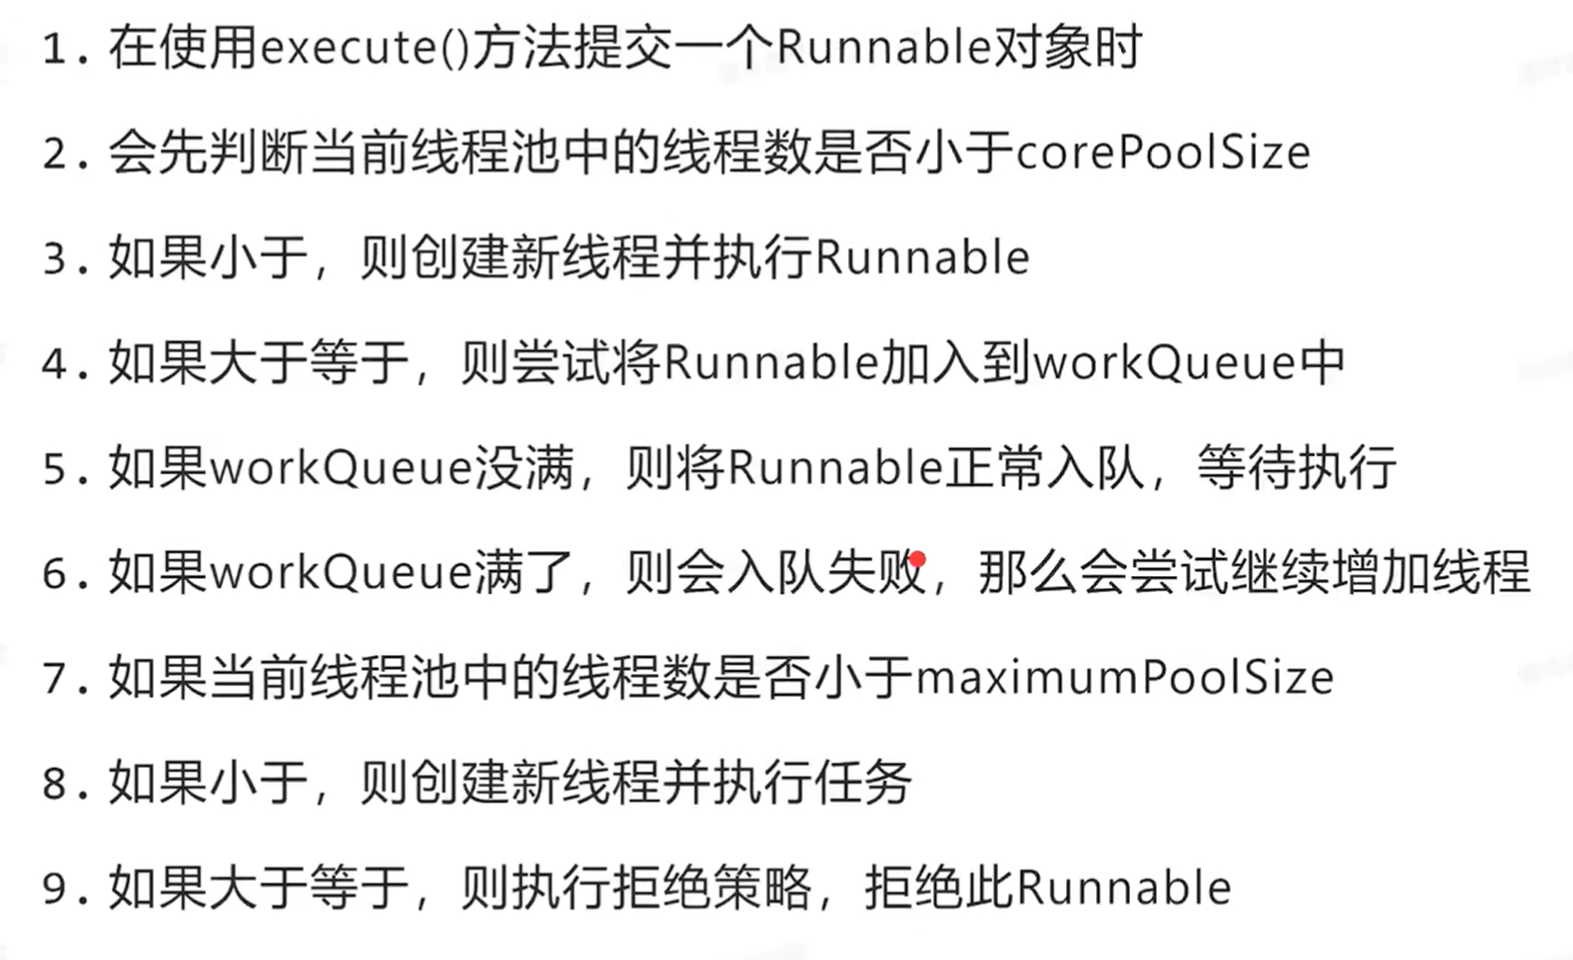 1. 在使用execute()方法提交一个Runnable对象时
2. 会先判断当前线程池中的线程数是否小于corePoolSize
3. 如果小于，则创建新线程并执行Runnable
4. 如果大于等于，则尝试将Runnable加入到workQueue中
5. 如果workQueue没满，则将Runnable正常入队，等待执行
6. 如果workQueue满了，则会入队失败，那么会尝试继续增加线程
7. 如果当前线程池中的线程数是否小于maximumPoolSize
8. 如果小于，则创建新线程并执行任务
9. 如果大于等于，则执行拒绝策略，拒绝此Runnable